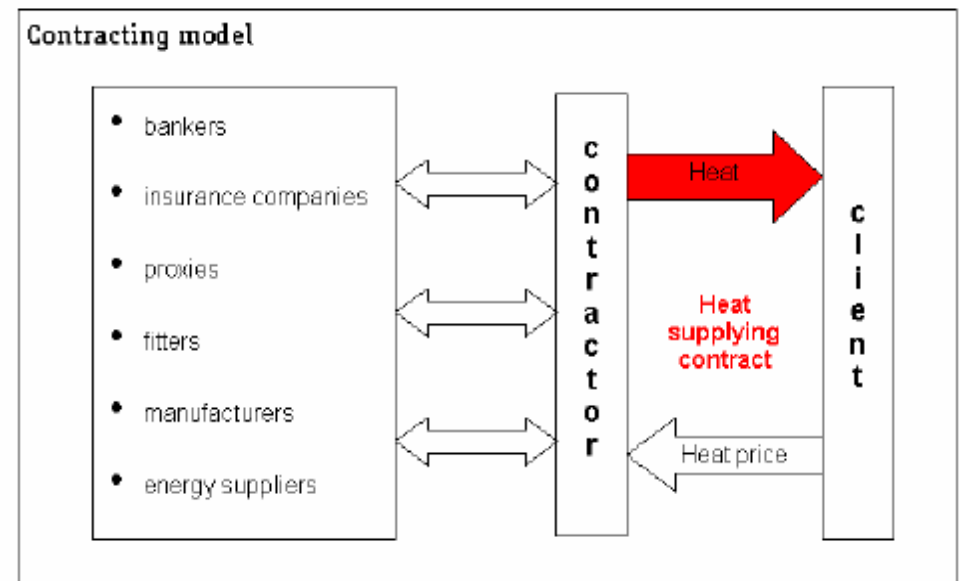 Contracting model
• bankers
• insurance companies
• proxies
• fitters
• manufacturers
• energy suppliers
contractor
Heat
Heat
supplying
contract
Heat price
client